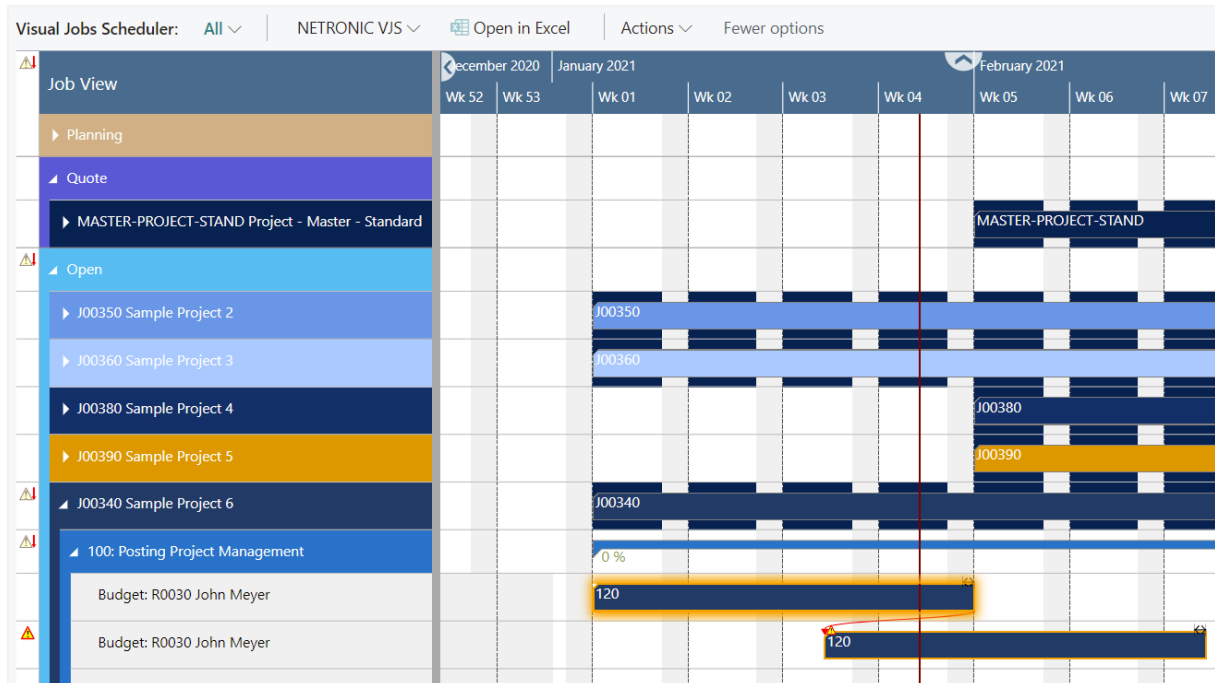 Visual Jobs Scheduler: All NETRONIC VJS Open in Excel Actions Fewer options
Job View
ecember 2020 January 2021 February 2021
Wk 52 Wk 53 Wk 01 Wk 02 Wk 03 Wk 04 Wk 05 Wk 06 Wk 07
Planning
Quote
MASTER-PROJECT-STAND Project - Master - Standard MASTER-PROJECT-STAND
Open
J00350 Sample Project 2 J00350
J00360 Sample Project 3 J00360
J00380 Sample Project 4 J00380
J00390 Sample Project 5 J00390
J00340 Sample Project 6 J00340
100: Posting Project Management
0 %
Budget: R0030 John Meyer 120
Budget: R0030 John Meyer 120